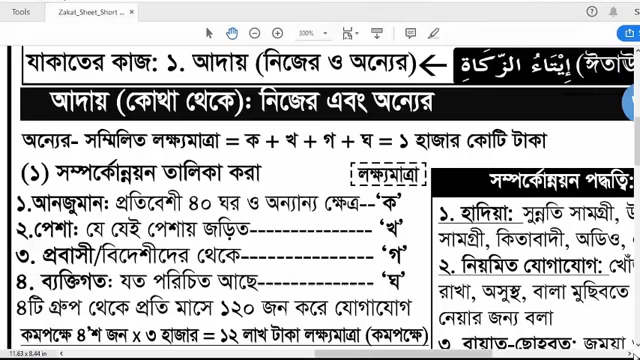 Tools
Zakat_Sheet_Short ...
100%
যাকাতের কাজ: ১. আদায় (নিজের ও অন্যের) ← إِيْتَاءُ الزَّكَاةِ (ঈতাউ
আদায় (কোথা থেকে): নিজের এবং অন্যের
অন্যের- সম্মিলিত লক্ষ্যমাত্রা = ক + খ + গ + ঘ = ১ হাজার কোটি টাকা
(১) সম্পর্কোন্নয়ন তালিকা করা লক্ষ্যমাত্রা
১.আনজুমান: প্রতিবেশী ৪০ ঘর ও অন্যান্য ক্ষেত্র--‘ক’
২.পেশা: যে যেই পেশায় জড়িত---------------- ‘খ’
৩. প্রবাসী/বিদেশীদের থেকে----------------- ‘গ’
৪. ব্যক্তিগত: যত পরিচিত আছে-------------- ‘ঘ’
৪টি গ্রুপ থেকে প্রতি মাসে ১২০ জন করে যোগাযোগ
কমপক্ষে ৪’শ জন x ৩ হাজার = ১২ লাখ টাকা লক্ষ্যমাত্রা (কমপক্ষে)
সম্পর্কোন্নয়ন পদ্ধতি:
১. হাদিয়া: সুন্নতি সামগ্রী,
সামগ্রী, কিতাবাদী, অডিও,
২. নিয়মিত যোগাযোগ: খোঁ
রাখা, অসুস্থ, বালা মুছিবতে
নেয়ার জন্য বলা
৩. বায়াত-ছোহবত: জুময়া
11.63 x 8.44 in